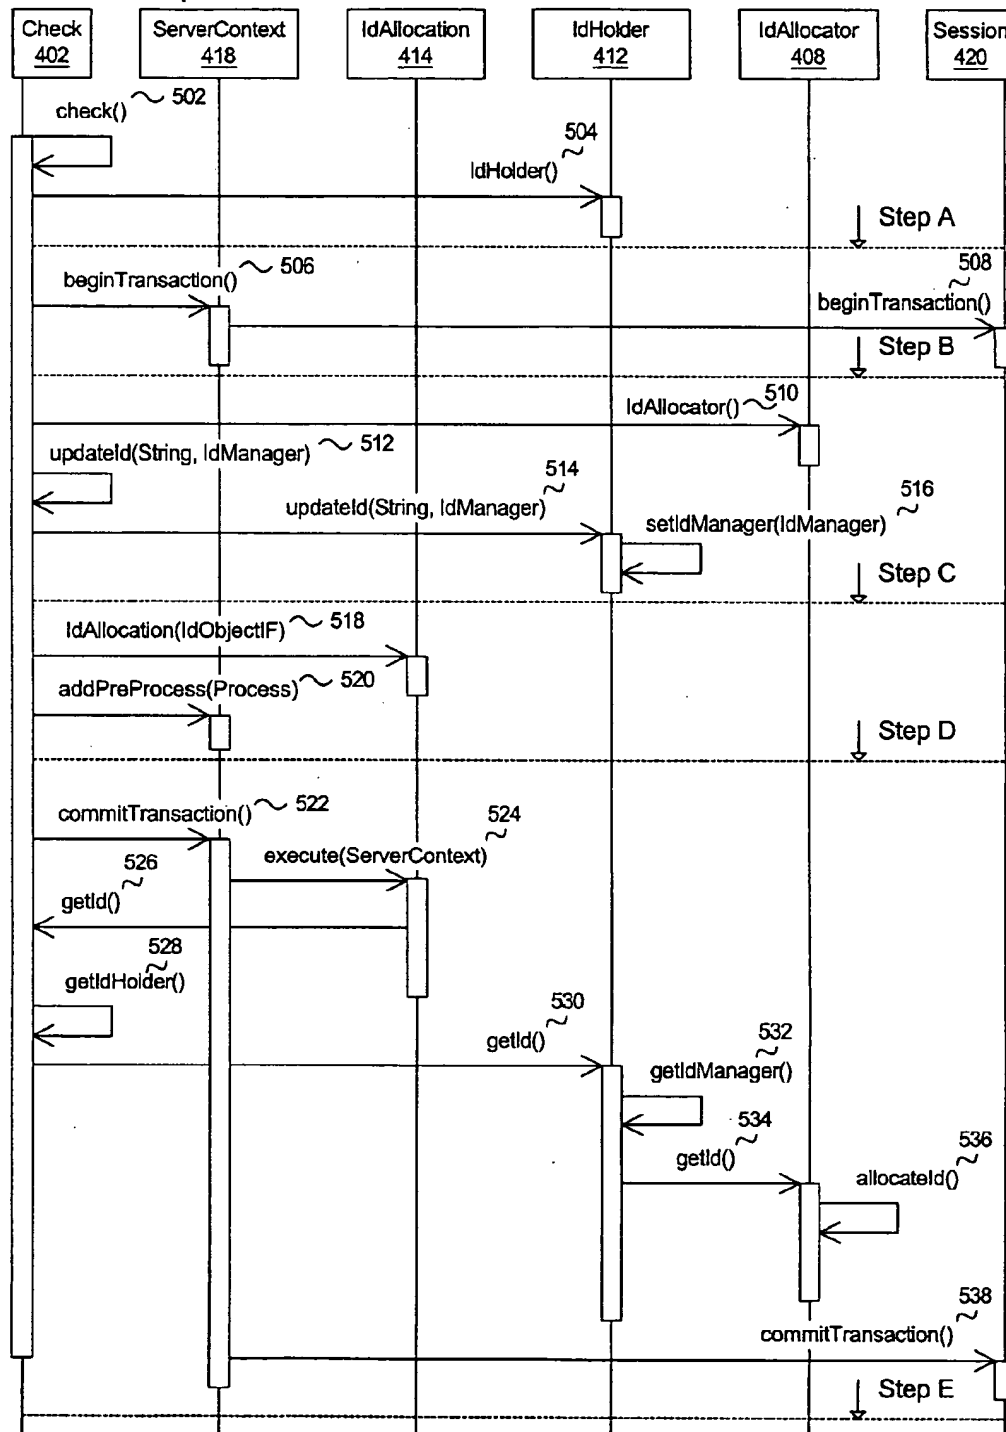 Check
402
ServerContext
418
IdAllocation
414
IdHolder
412
IdAllocator
408
Session
420
check()
502
504
IdHolder()
Step A
beginTransaction()
506
508
beginTransaction()
Step B
IdAllocator()
510
updateId(String, IdManager)
512
514
updateId(String, IdManager)
516
setIdManager(IdManager)
Step C
IdAllocation(IdObjectIF)
518
addPreProcess(Process)
520
Step D
commitTransaction()
522
524
execute(ServerContext)
526
getId()
528
getIdHolder()
530
getId()
532
getIdManager()
534
getId()
536
allocateId()
538
commitTransaction()
Step E